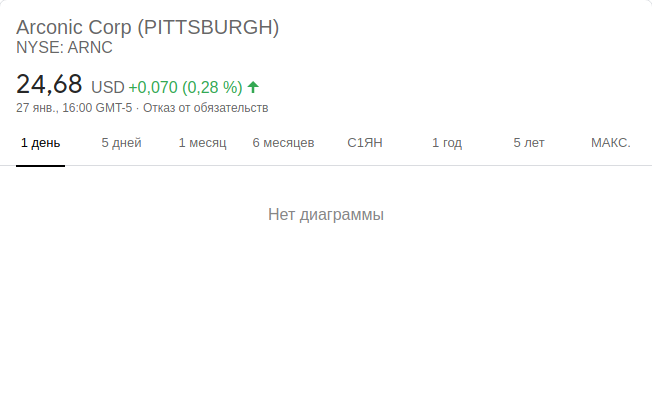 Arconic Corp (PITTSBURGH)
NYSE: ARNC
24,68 USD +0,070 (0,28 %)
27 янв., 16:00 GMT-5 · Отказ от обязательств
1 день 5 дней 1 месяц 6 месяцев С1ЯН 1 год 5 лет МАКС.
Нет диаграммы